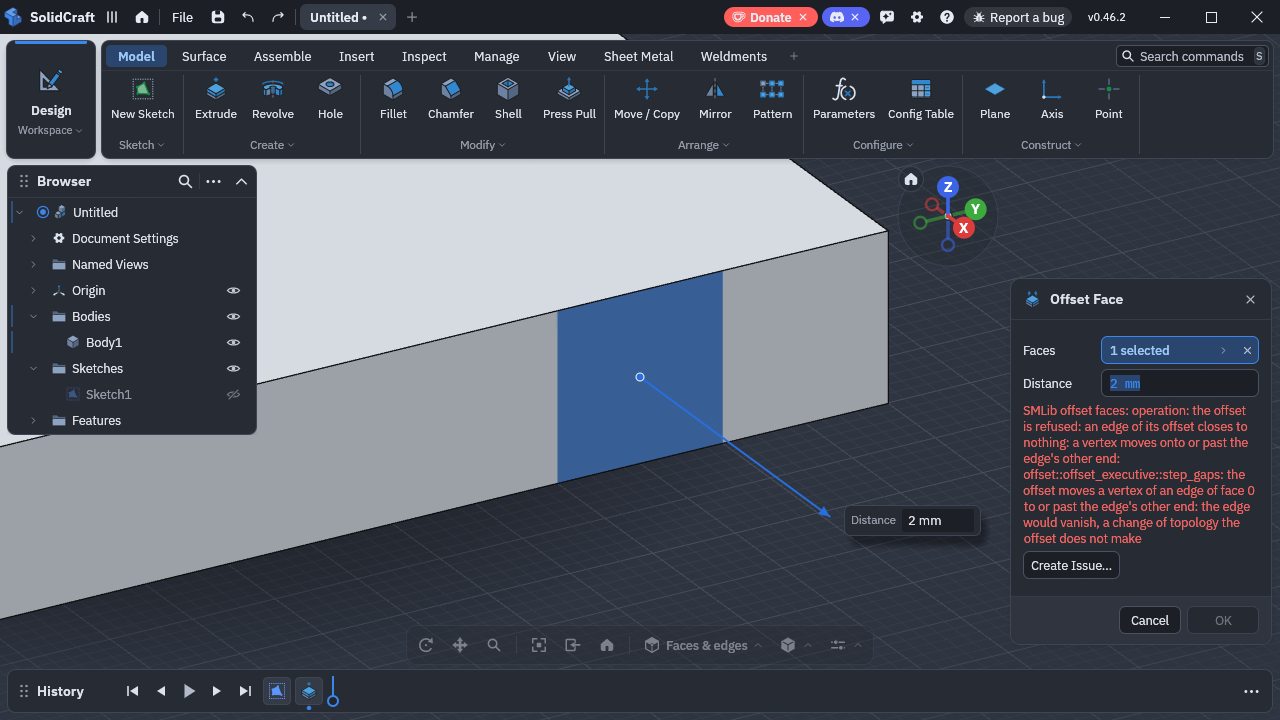 SolidCraft
File
Untitled •
Donate
Report a bug
v0.46.2
Design
Workspace
Model
Surface
Assemble
Insert
Inspect
Manage
View
Sheet Metal
Weldments
Search commands
S
New Sketch
Extrude
Revolve
Hole
Fillet
Chamfer
Shell
Press Pull
Move / Copy
Mirror
Pattern
Parameters
Config Table
Plane
Axis
Point
Sketch
Create
Modify
Arrange
Configure
Construct
Browser
Untitled
Document Settings
Named Views
Origin
Bodies
Body1
Sketches
Sketch1
Features
Z
Y
X
Offset Face
Faces
1 selected
Distance
2 mm
SMLib offset faces: operation: the offset
is refused: an edge of its offset closes to
nothing: a vertex moves onto or past the
edge's other end:
offset::offset_executive::step_gaps: the
offset moves a vertex of an edge of face 0
to or past the edge's other end: the edge
would vanish, a change of topology the
offset does not make
Create Issue...
Cancel
OK
Distance
2 mm
Faces & edges
History